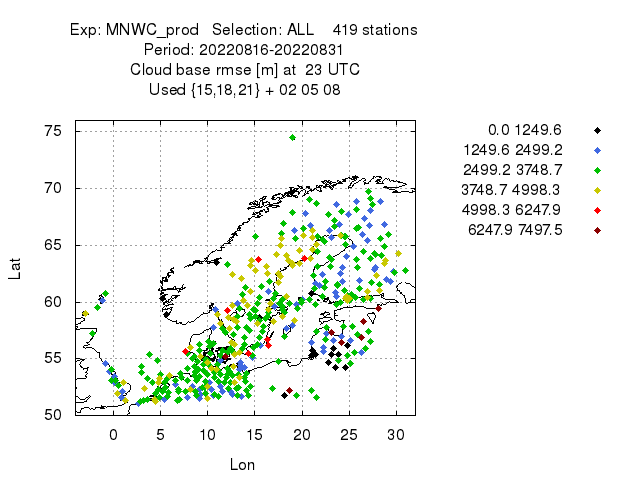 Exp: MNWC_prod   Selection: ALL    419 stations
Period: 20220816-20220831
Cloud base rmse [m] at  23 UTC
Used {15,18,21} + 02 05 08
0.0 1249.6
1249.6 2499.2
2499.2 3748.7
3748.7 4998.3
4998.3 6247.9
6247.9 7497.5
75
70
65
60
55
50
Lat
0 5 10 15 20 25 30
Lon